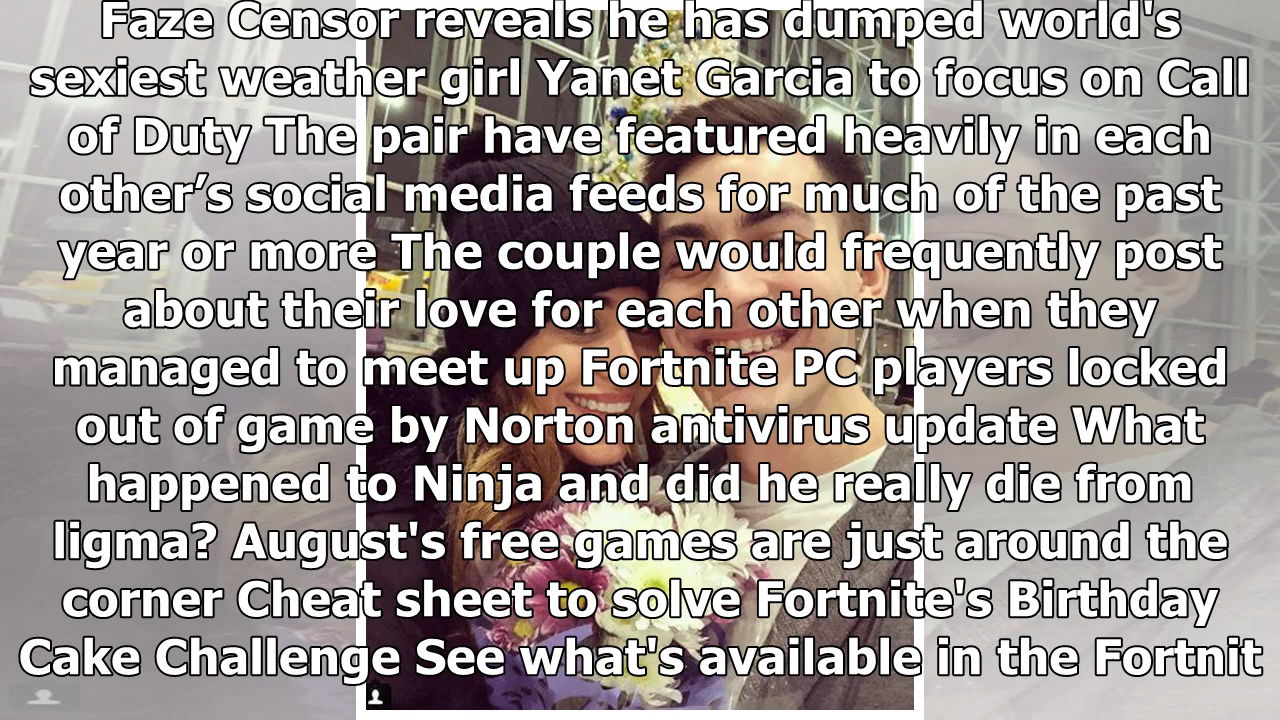 Faze Censor reveals he has dumped world's
sexiest weather girl Yanet Garcia to focus on Call
of Duty The pair have featured heavily in each
other’s social media feeds for much of the past
year or more The couple would frequently post
about their love for each other when they
managed to meet up Fortnite PC players locked
out of game by Norton antivirus update What
happened to Ninja and did he really die from
ligma? August's free games are just around the
corner Cheat sheet to solve Fortnite's Birthday
Cake Challenge See what's available in the Fortnit